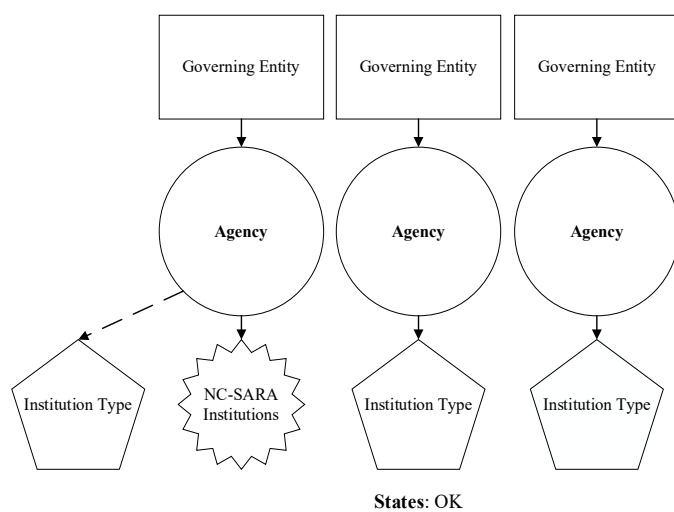 Governing Entity
Governing Entity
Governing Entity
Agency
Agency
Agency
Institution Type
NC-SARA
Institutions
Institution Type
Institution Type
States: OK